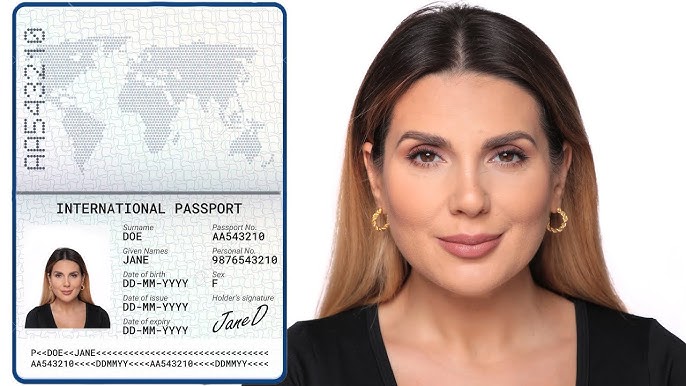 AA543210
INTERNATIONAL PASSPORT
Surname Passport No.
DOE AA543210
Given Names Personal No.
JANE 9876543210
Date of birth Sex
DD-MM-YYYY F
Date of issue Holder's signature
DD-MM-YYYY
Jane D
Date of expiry
DD-MM-YYYY
P<<DOE<<JANE<<<<<<<<<<<<<<<<<<<<<<<<<<<<<<<<
AA543210<<<<DDMMYY<<<<AA543210<<<<DDMMYY<<<<